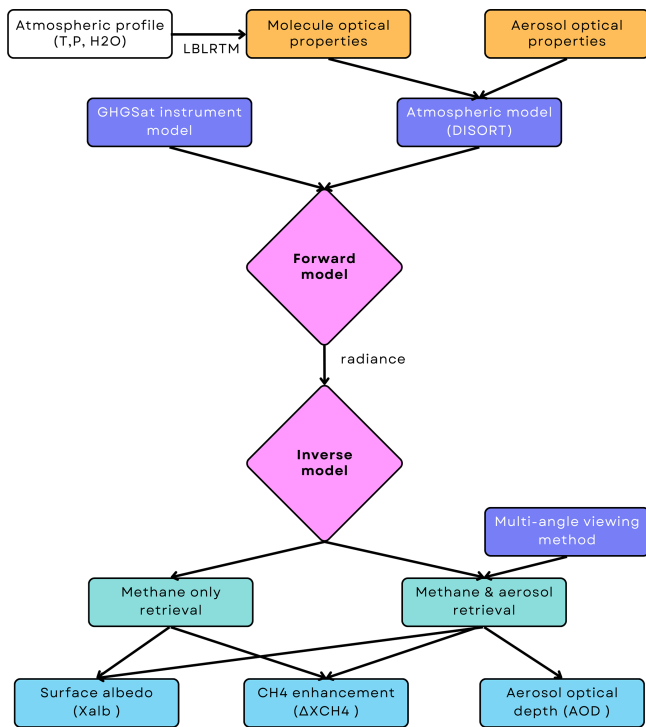 Atmospheric profile
(T,P, H2O)
LBLRTM
Molecule optical
properties
Aerosol optical
properties
GHGSat instrument
model
Atmospheric model
(DISORT)
Forward
model
radiance
Inverse
model
Multi-angle viewing
method
Methane only
retrieval
Methane & aerosol
retrieval
Surface albedo
(Xalb )
CH4 enhancement
(ΔXCH4 )
Aerosol optical
depth (AOD )